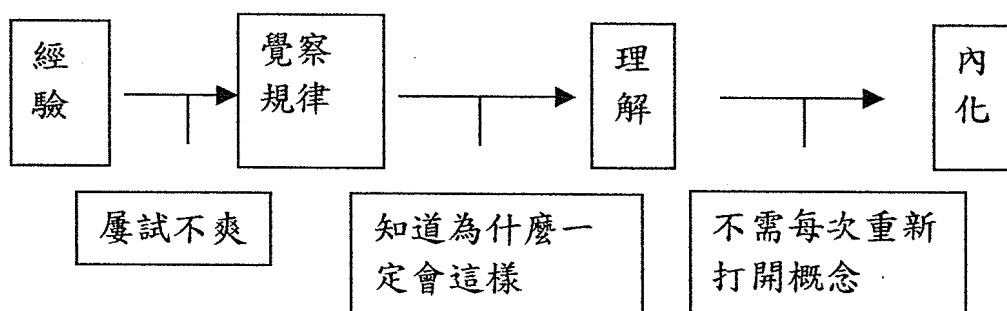 經
驗
覺察
規律
理
解
內
化
屢試不爽
知道為什麼一
定會這樣
不需每次重新
打開概念